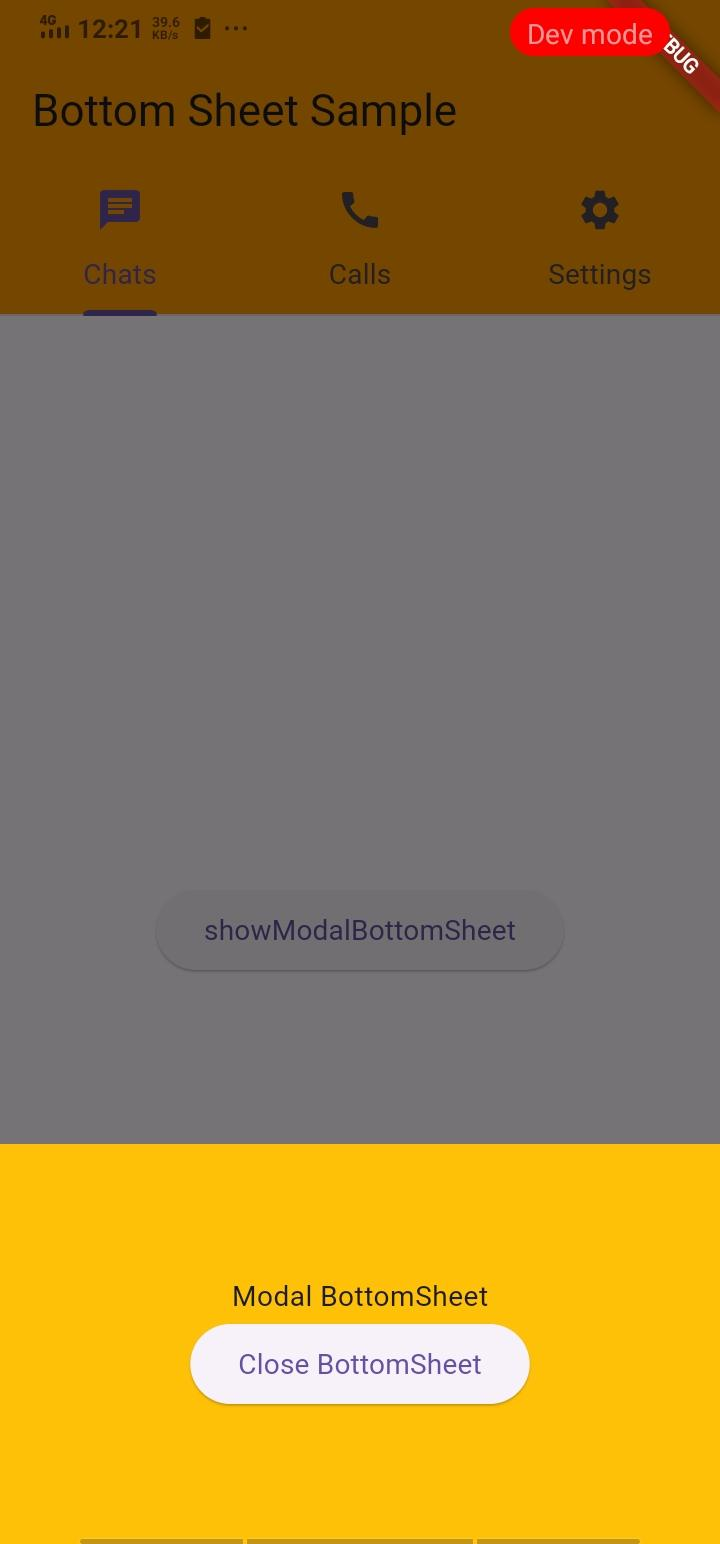 4G 12:21 39.6 KB/s ...
Dev mode
BUG
Bottom Sheet Sample
Chats Calls Settings
showModalBottomSheet
Modal BottomSheet
Close BottomSheet